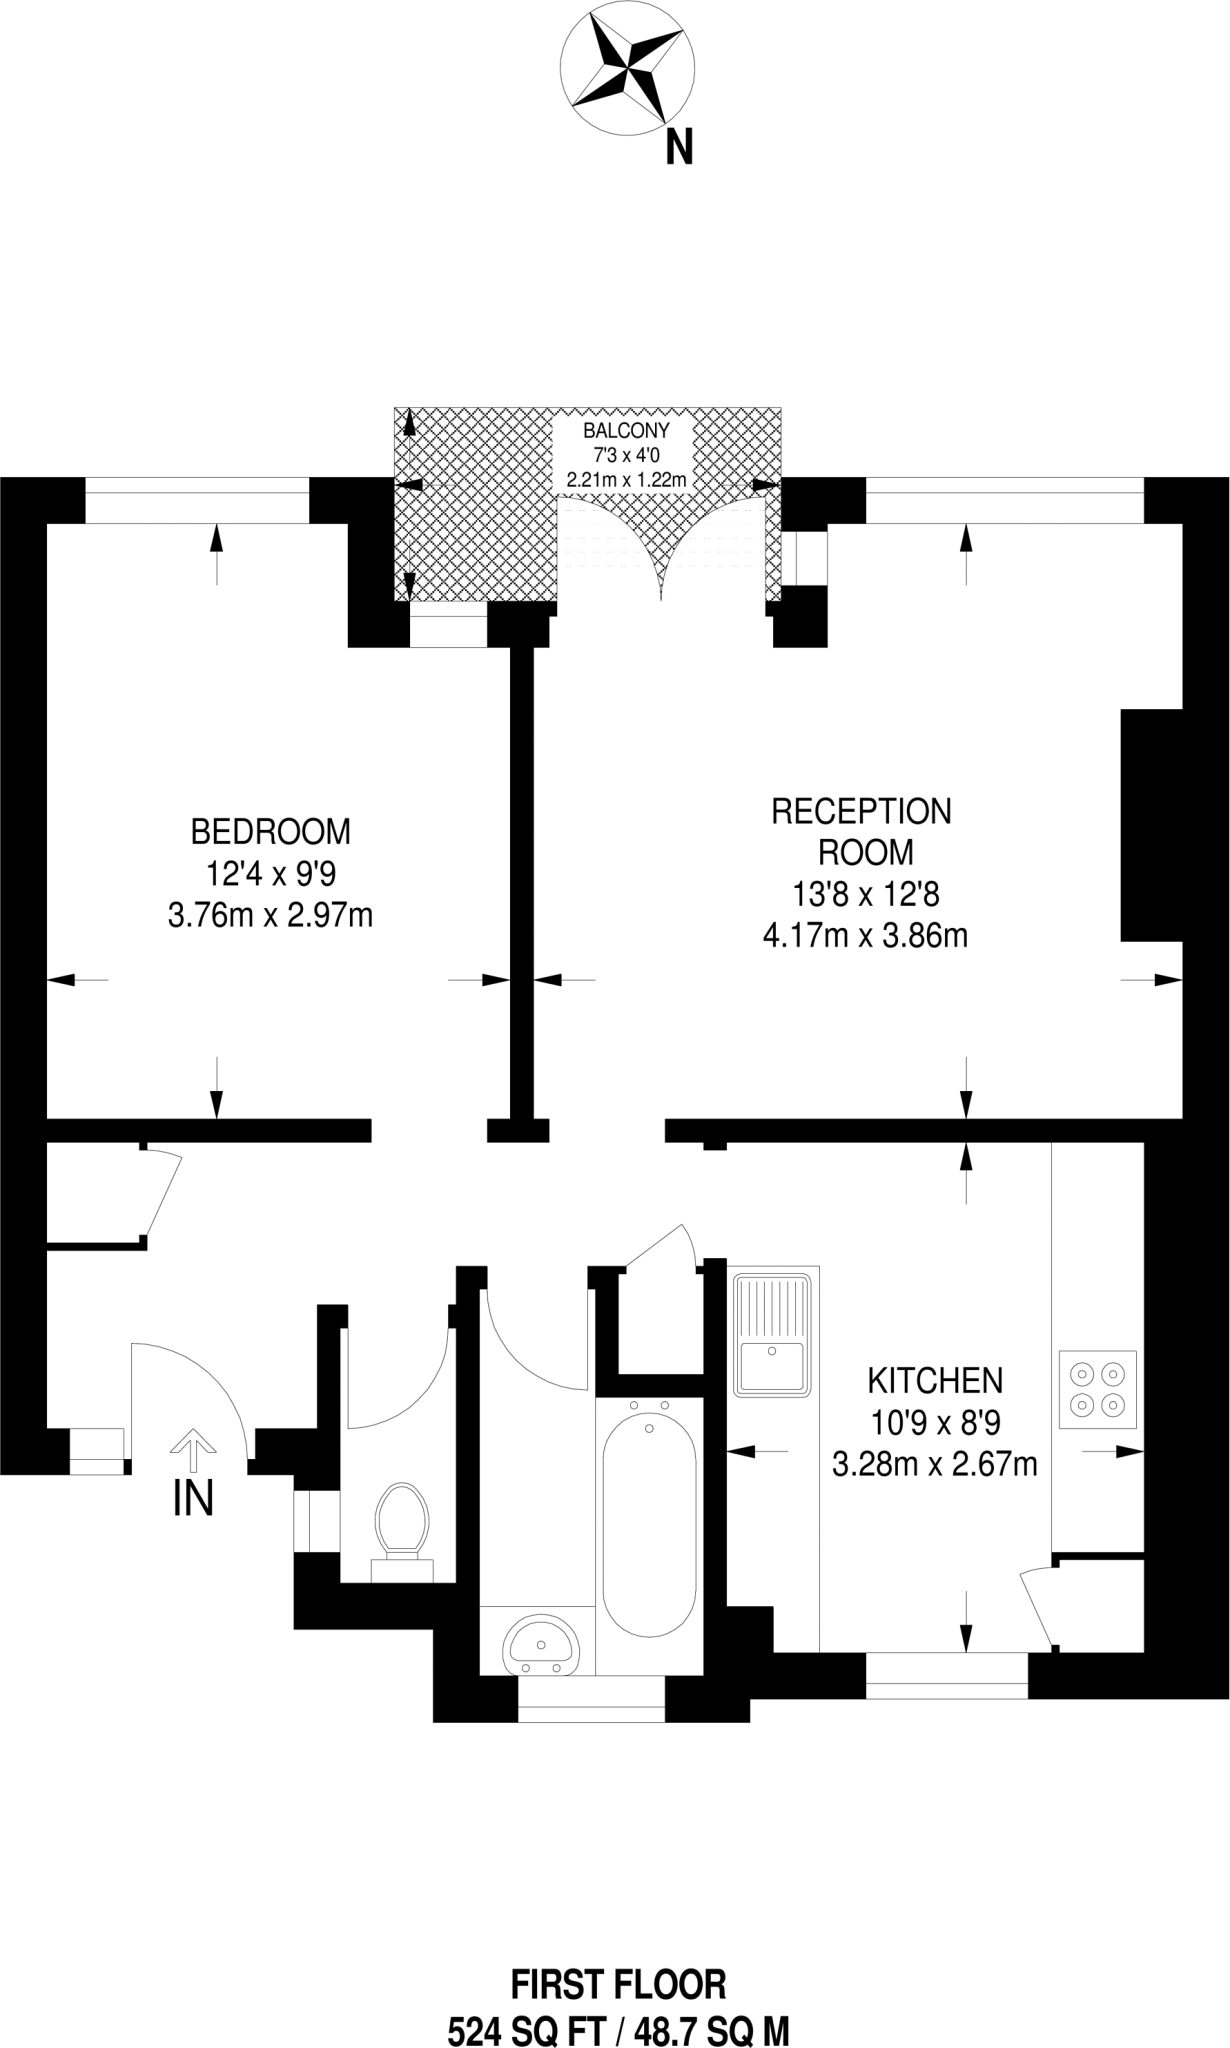 N
BALCONY
7'3 x 4'0
2.21m x 1.22m
BEDROOM
12'4 x 9'9
3.76m x 2.97m
RECEPTION
ROOM
13'8 x 12'8
4.17m x 3.86m
KITCHEN
10'9 x 8'9
3.28m x 2.67m
IN
FIRST FLOOR
524 SQ FT / 48.7 SQ M